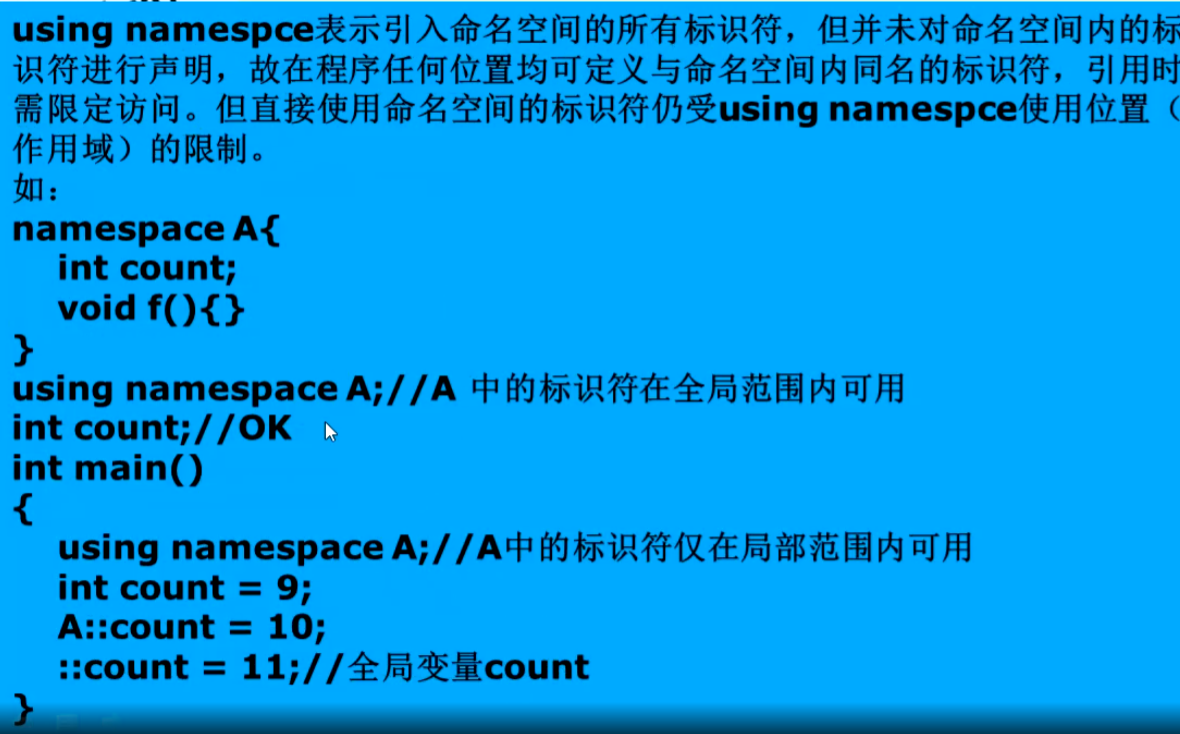 using namespce表示引入命名空间的所有标识符，但并未对命名空间内的标
识符进行声明，故在程序任何位置均可定义与命名空间内同名的标识符，引用时
需限定访问。但直接使用命名空间的标识符仍受using namespce使用位置（
作用域）的限制。
如：
namespace A{
int count;
void f(){}
}
using namespace A;//A 中的标识符在全局范围内可用
int count;//OK
int main()
{
using namespace A;//A中的标识符仅在局部范围内可用
int count = 9;
A::count = 10;
::count = 11;//全局变量count
}